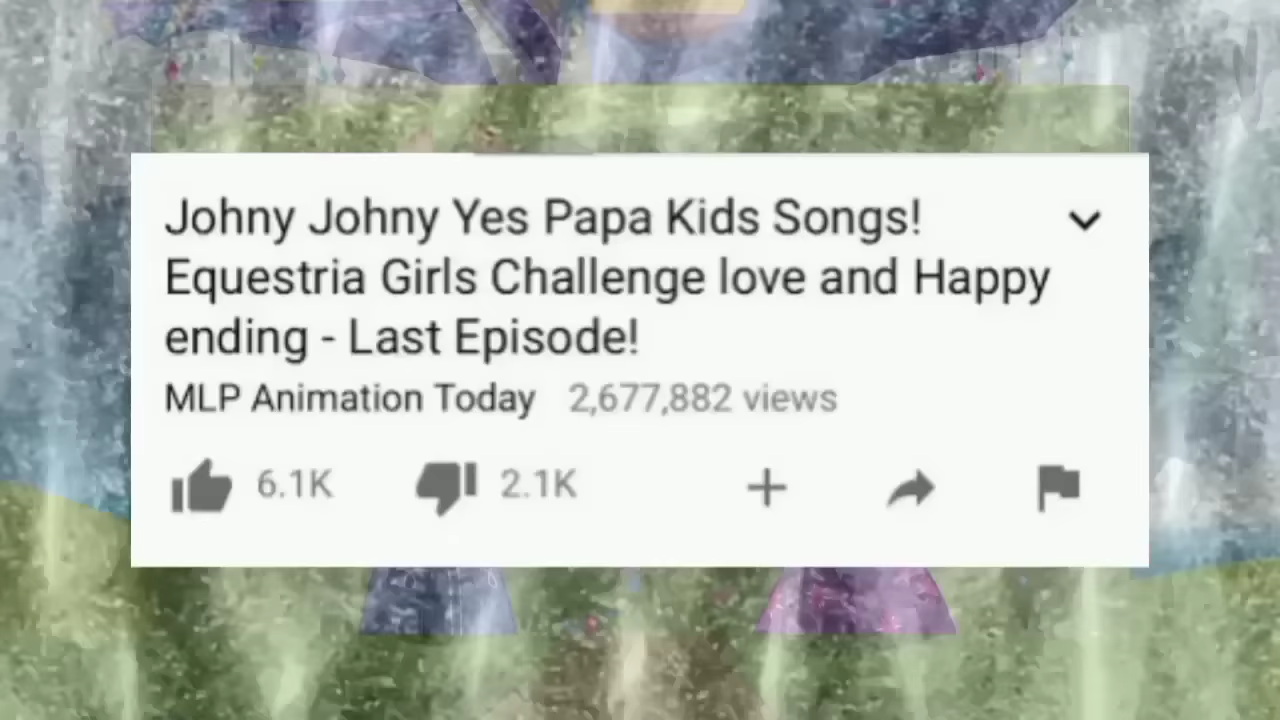 Johny Johny Yes Papa Kids Songs!
Equestria Girls Challenge love and Happy
ending - Last Episode!
MLP Animation Today 2,677,882 views
6.1K 2.1K